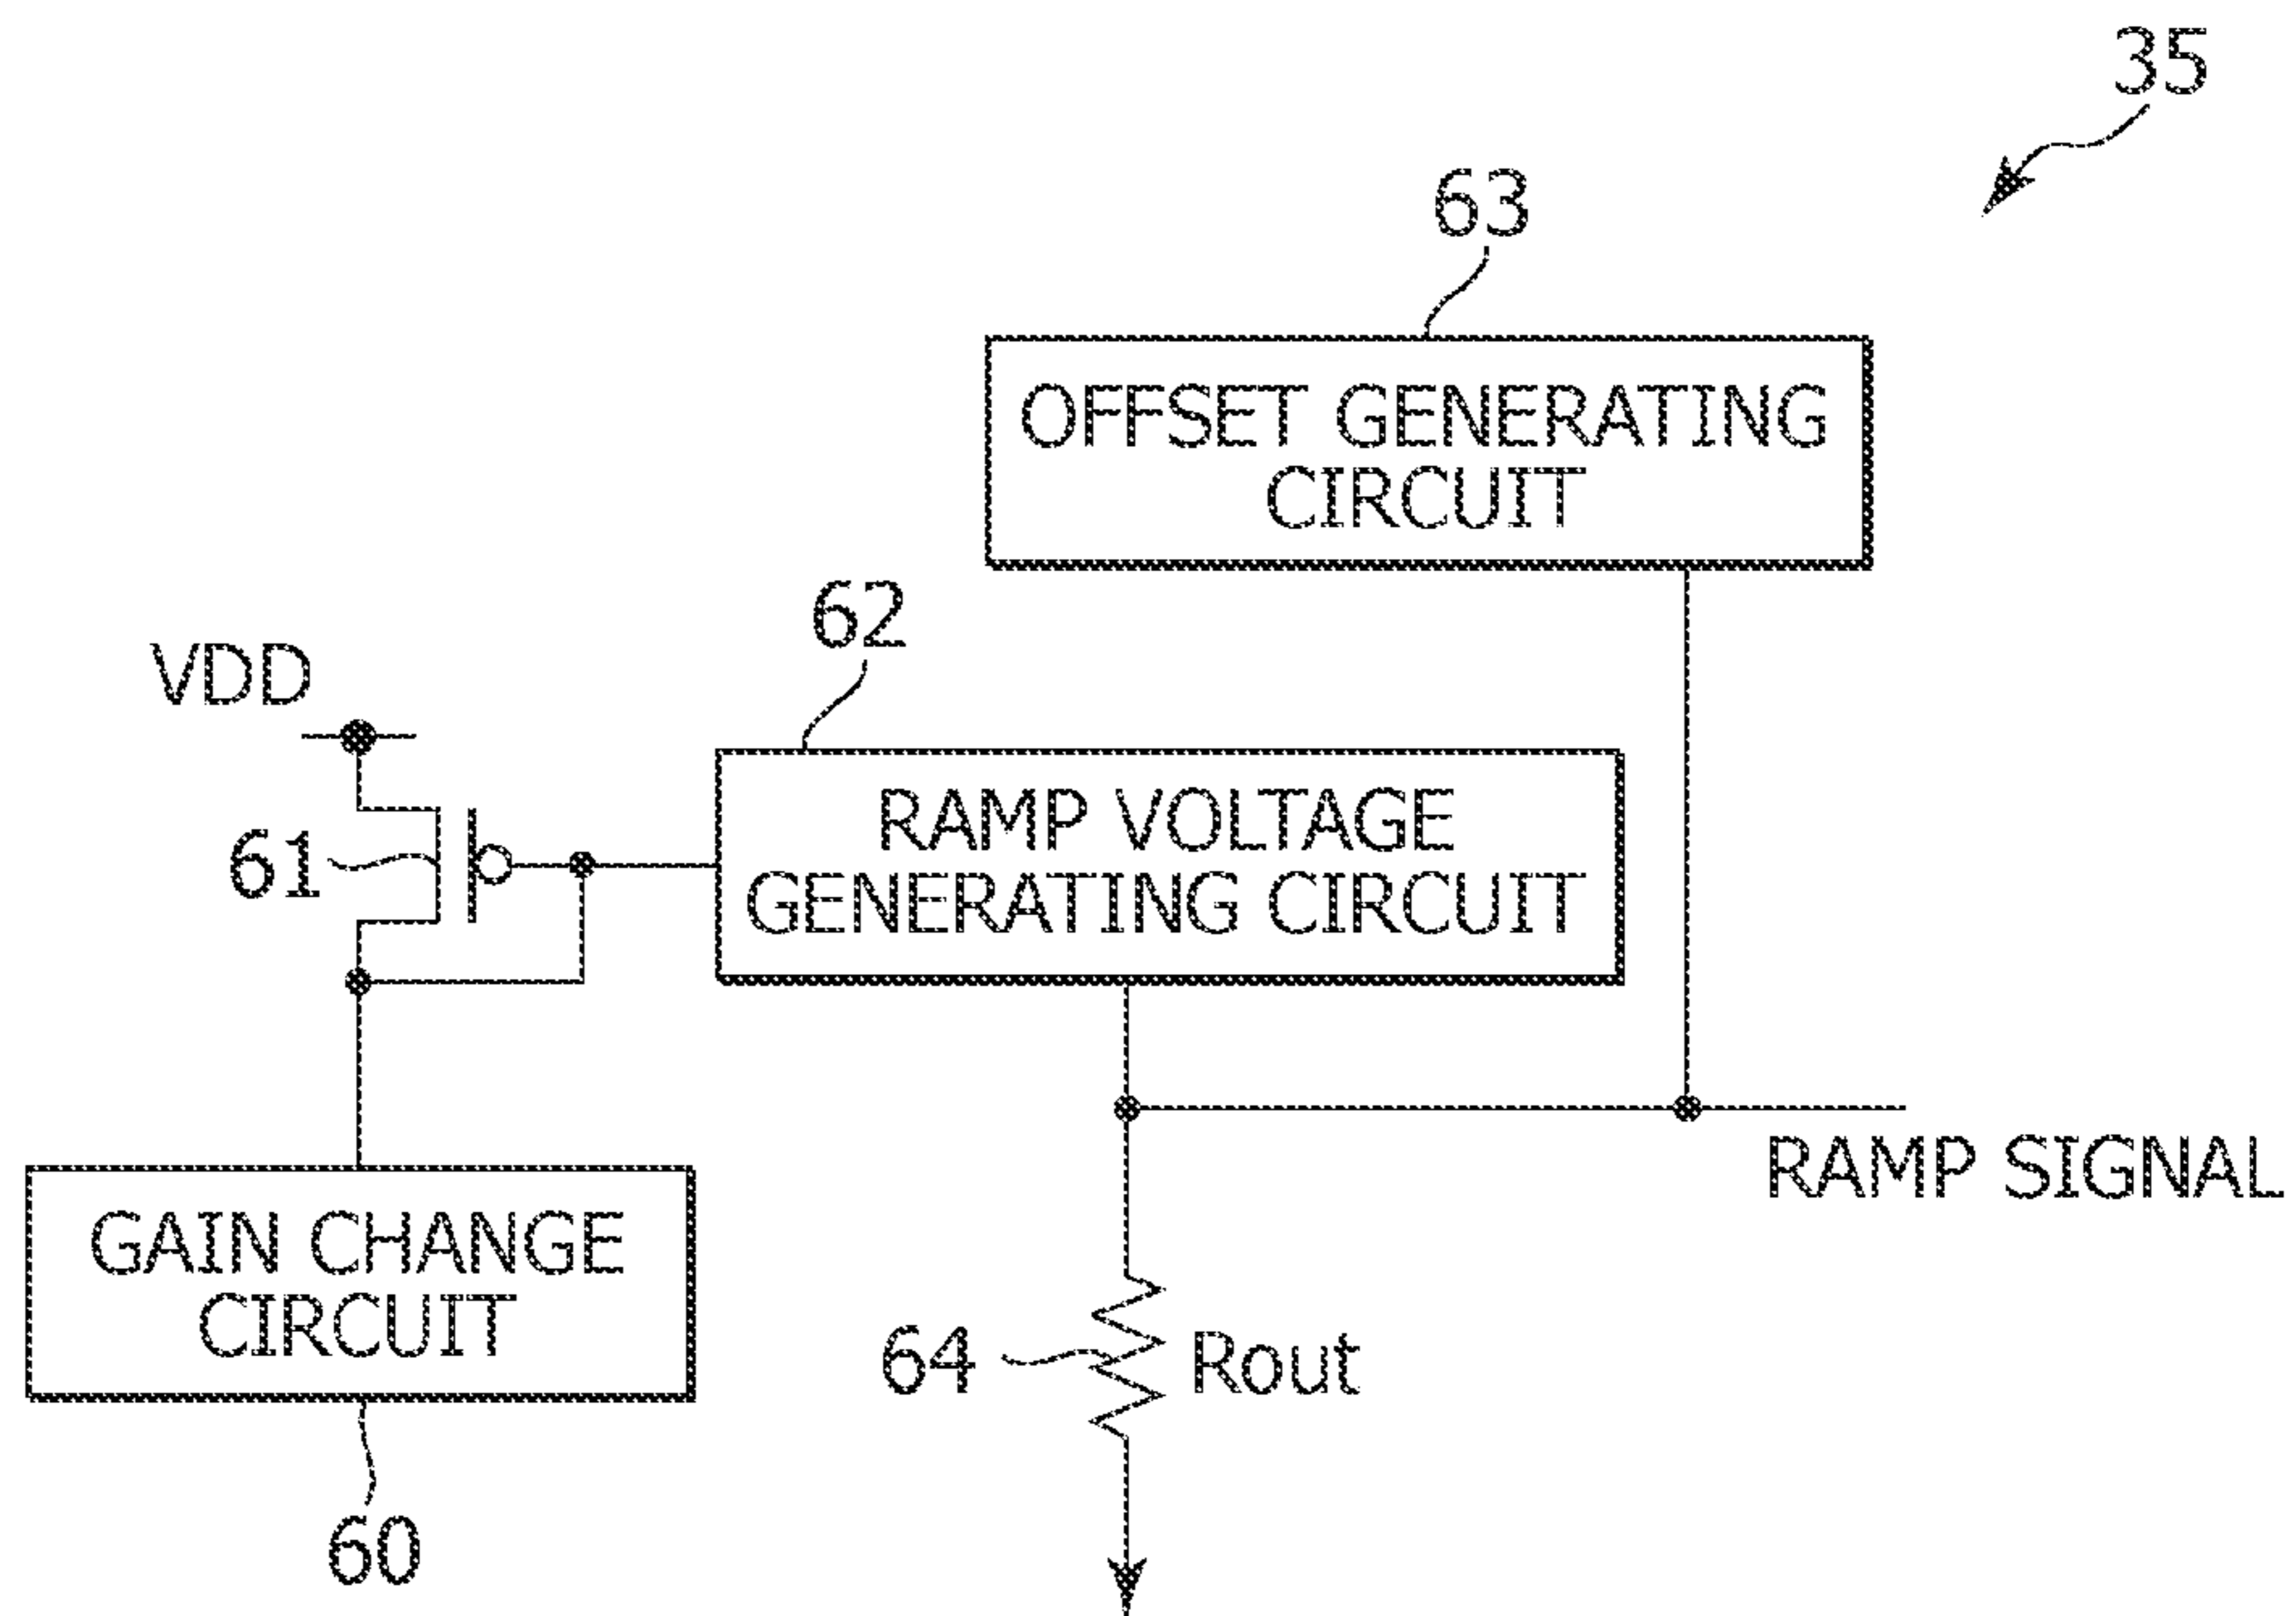 35
63
OFFSET GENERATING
CIRCUIT
62
VDD
RAMP VOLTAGE
GENERATING CIRCUIT
61
RAMP SIGNAL
GAIN CHANGE
CIRCUIT
64
Rout
60